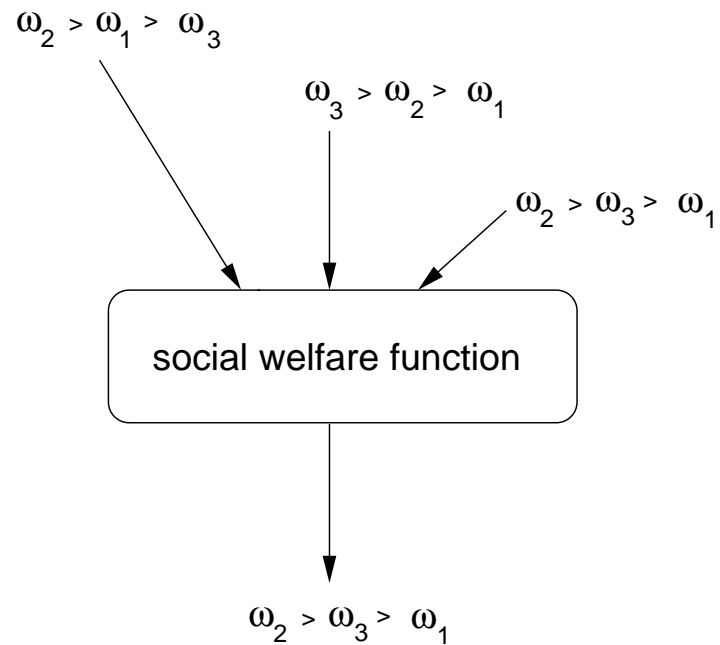 ω₂ > ω₁ > ω₃
ω₃ > ω₂ > ω₁
ω₂ > ω₃ > ω₁
social welfare function
ω₂ > ω₃ > ω₁